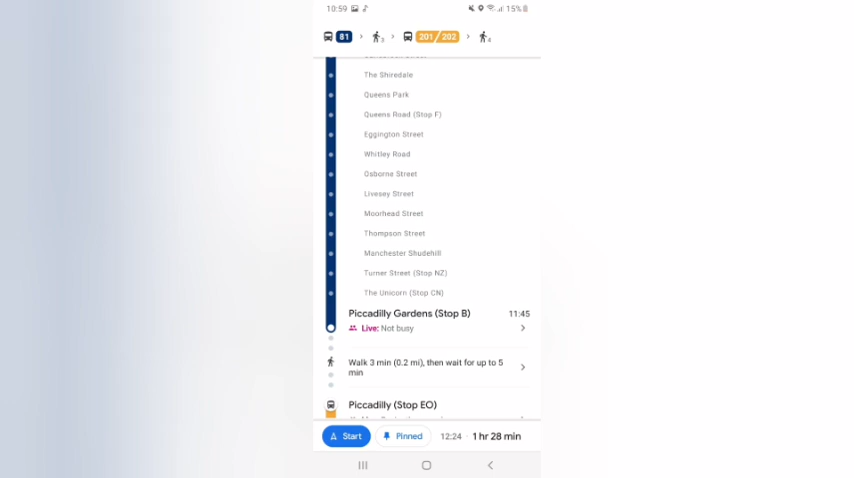 10:59 15%
81 > 3 > 201/202 > 4
The Shiredale
Queens Park
Queens Road (Stop F)
Eggington Street
Whitley Road
Osborne Street
Livesey Street
Moorhead Street
Thompson Street
Manchester Shudehill
Turner Street (Stop NZ)
The Unicorn (Stop CN)
Piccadilly Gardens (Stop B) 11:45
Live: Not busy
Walk 3 min (0.2 mi), then wait for up to 5
min
Piccadilly (Stop EO)
Start Pinned 12:24 · 1 hr 28 min